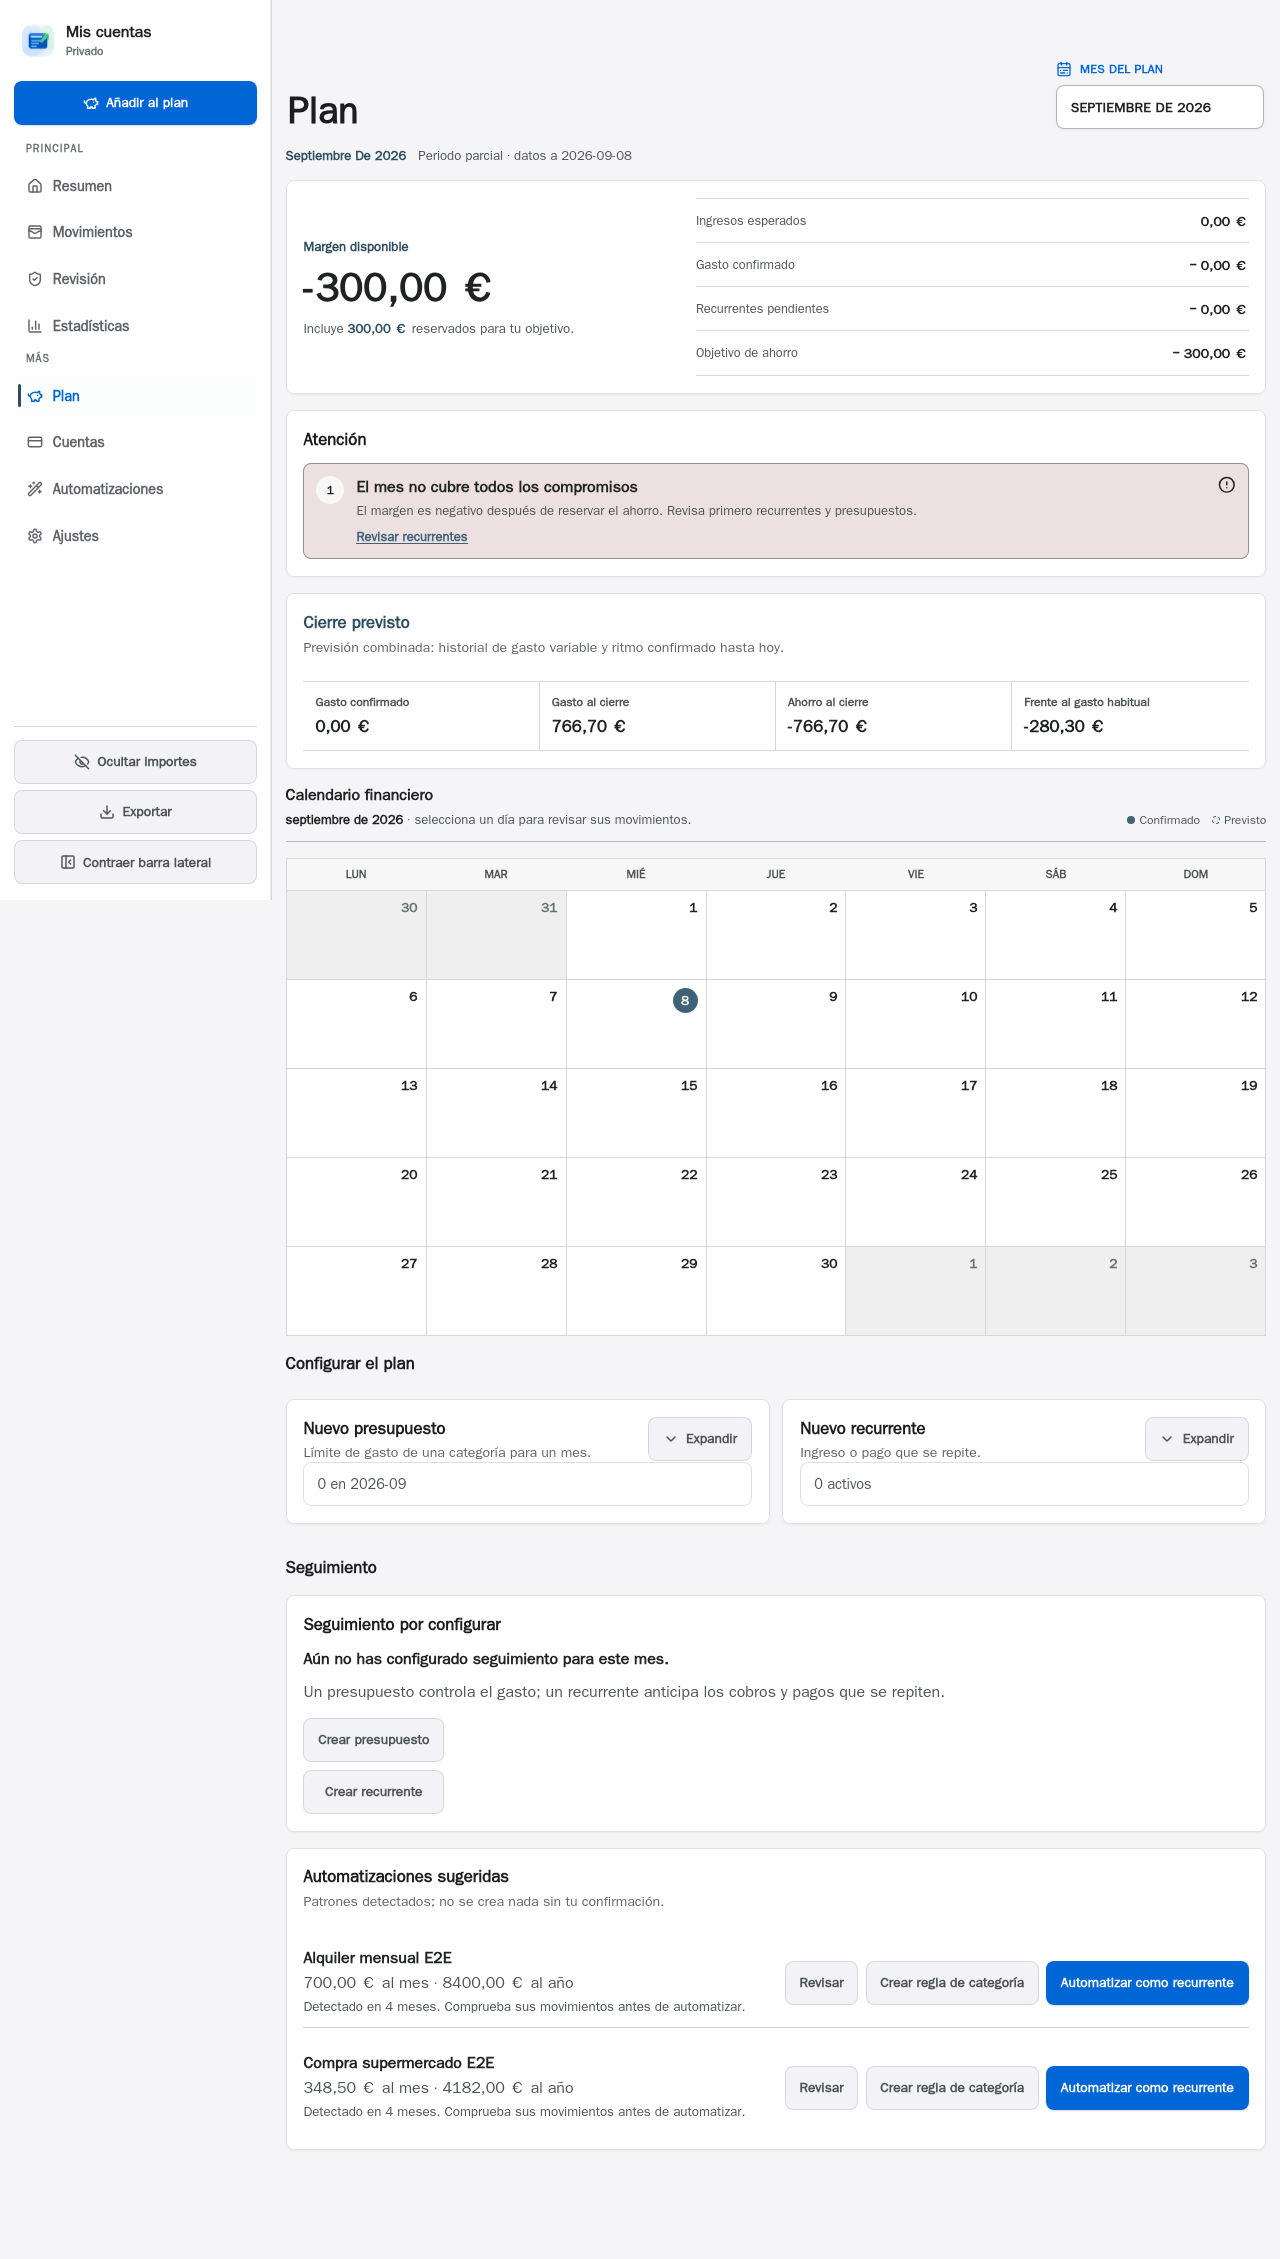 Mis cuentas
Privado
Añadir al plan
PRINCIPAL
Resumen
Movimientos
Revisión
Estadísticas
MÁS
Plan
Cuentas
Automatizaciones
Ajustes
Ocultar importes
Exportar
Contraer barra lateral
MES DEL PLAN
Plan
SEPTIEMBRE DE 2026
Septiembre De 2026 Periodo parcial · datos a 2026-09-08
Margen disponible
-300,00 €
Incluye 300,00 € reservados para tu objetivo.
Ingresos esperados 0,00 €
Gasto confirmado − 0,00 €
Recurrentes pendientes − 0,00 €
Objetivo de ahorro − 300,00 €
Atención
1 El mes no cubre todos los compromisos
El margen es negativo después de reservar el ahorro. Revisa primero recurrentes y presupuestos.
Revisar recurrentes
Cierre previsto
Previsión combinada: historial de gasto variable y ritmo confirmado hasta hoy.
Gasto confirmado Gasto al cierre Ahorro al cierre Frente al gasto habitual
0,00 € 766,70 € -766,70 € -280,30 €
Calendario financiero
septiembre de 2026 · selecciona un día para revisar sus movimientos. Confirmado Previsto
LUN MAR MIÉ JUE VIE SÁB DOM
30 31 1 2 3 4 5
6 7 8 9 10 11 12
13 14 15 16 17 18 19
20 21 22 23 24 25 26
27 28 29 30 1 2 3
Configurar el plan
Nuevo presupuesto
Límite de gasto de una categoría para un mes.
Expandir
0 en 2026-09
Nuevo recurrente
Ingreso o pago que se repite.
Expandir
0 activos
Seguimiento
Seguimiento por configurar
Aún no has configurado seguimiento para este mes.
Un presupuesto controla el gasto; un recurrente anticipa los cobros y pagos que se repiten.
Crear presupuesto
Crear recurrente
Automatizaciones sugeridas
Patrones detectados; no se crea nada sin tu confirmación.
Alquiler mensual E2E
700,00 € al mes · 8400,00 € al año
Detectado en 4 meses. Comprueba sus movimientos antes de automatizar.
Revisar Crear regla de categoría Automatizar como recurrente
Compra supermercado E2E
348,50 € al mes · 4182,00 € al año
Detectado en 4 meses. Comprueba sus movimientos antes de automatizar.
Revisar Crear regla de categoría Automatizar como recurrente